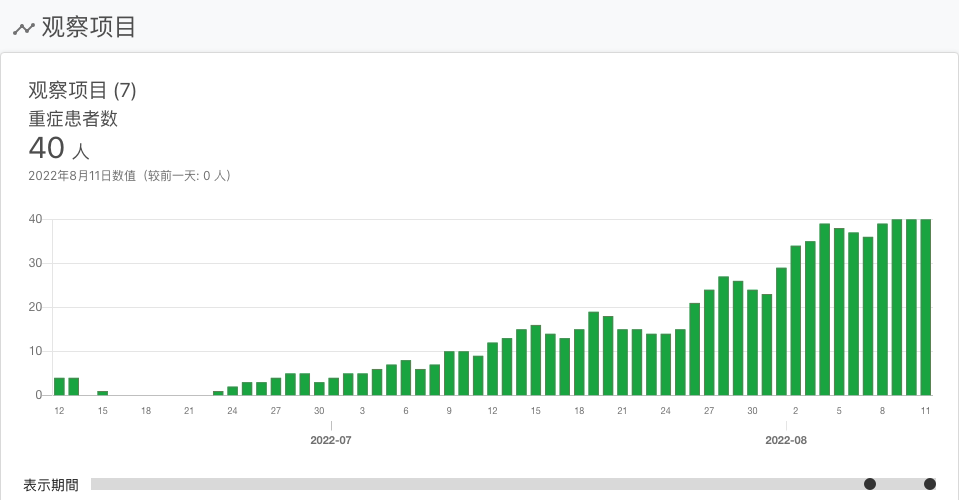 观察项目
观察项目 (7)
重症患者数
40 人
2022年8月11日数值（较前一天: 0 人）
40
30
20
10
0
12 15 18 21 24 27 30 3 6 9 12 15 18 21 24 27 30 2 5 8 11
2022-07 2022-08
表示期間